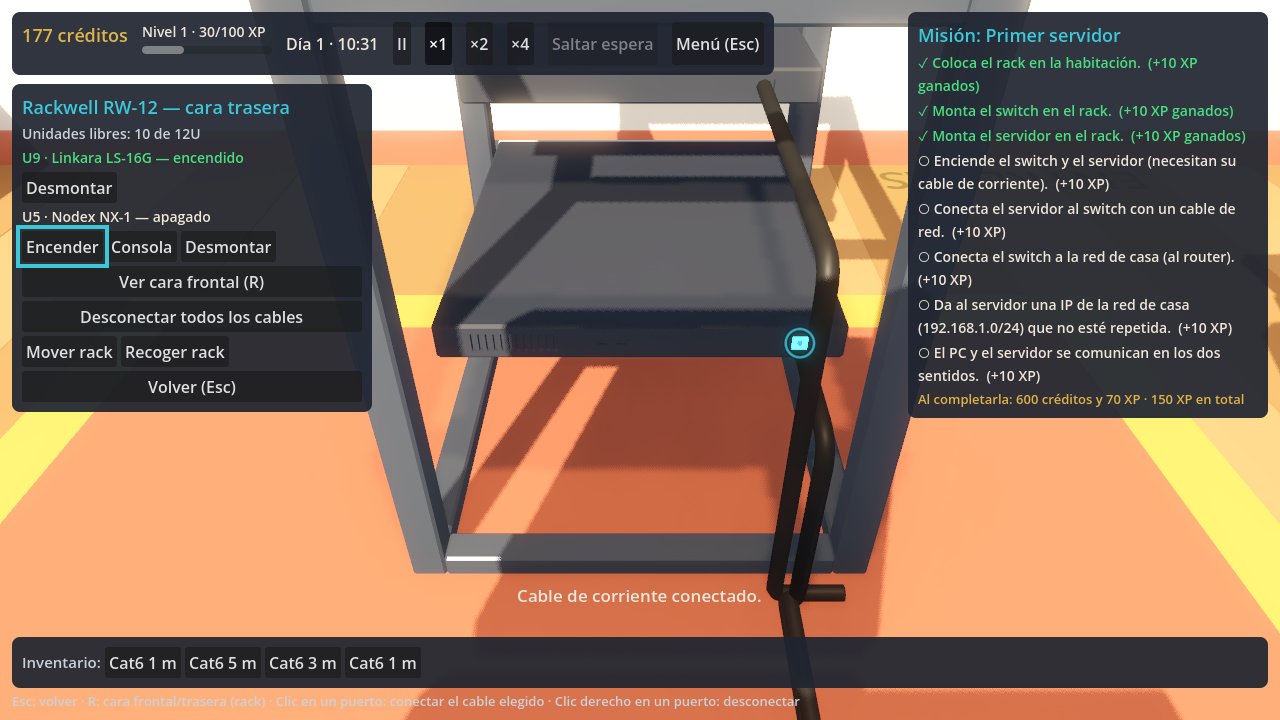 177 créditos
Nivel 1 · 30/100 XP
Día 1 · 10:31
II
×1
×2
×4
Saltar espera
Menú (Esc)
Rackwell RW-12 — cara trasera
Unidades libres: 10 de 12U
U9 · Linkara LS-16G — encendido
Desmontar
U5 · Nodex NX-1 — apagado
Encender Consola Desmontar
Ver cara frontal (R)
Desconectar todos los cables
Mover rack Recoger rack
Volver (Esc)
Misión: Primer servidor
✓ Coloca el rack en la habitación. (+10 XP
ganados)
✓ Monta el switch en el rack. (+10 XP ganados)
✓ Monta el servidor en el rack. (+10 XP ganados)
○ Enciende el switch y el servidor (necesitan su
cable de corriente). (+10 XP)
○ Conecta el servidor al switch con un cable de
red. (+10 XP)
○ Conecta el switch a la red de casa (al router).
(+10 XP)
○ Da al servidor una IP de la red de casa
(192.168.1.0/24) que no esté repetida. (+10 XP)
○ El PC y el servidor se comunican en los dos
sentidos. (+10 XP)
Al completarla: 600 créditos y 70 XP · 150 XP en total
Cable de corriente conectado.
Inventario: Cat6 1 m Cat6 5 m Cat6 3 m Cat6 1 m
Esc: volver · R: cara frontal/trasera (rack) · Clic en un puerto: conectar el cable elegido · Clic derecho en un puerto: desconectar